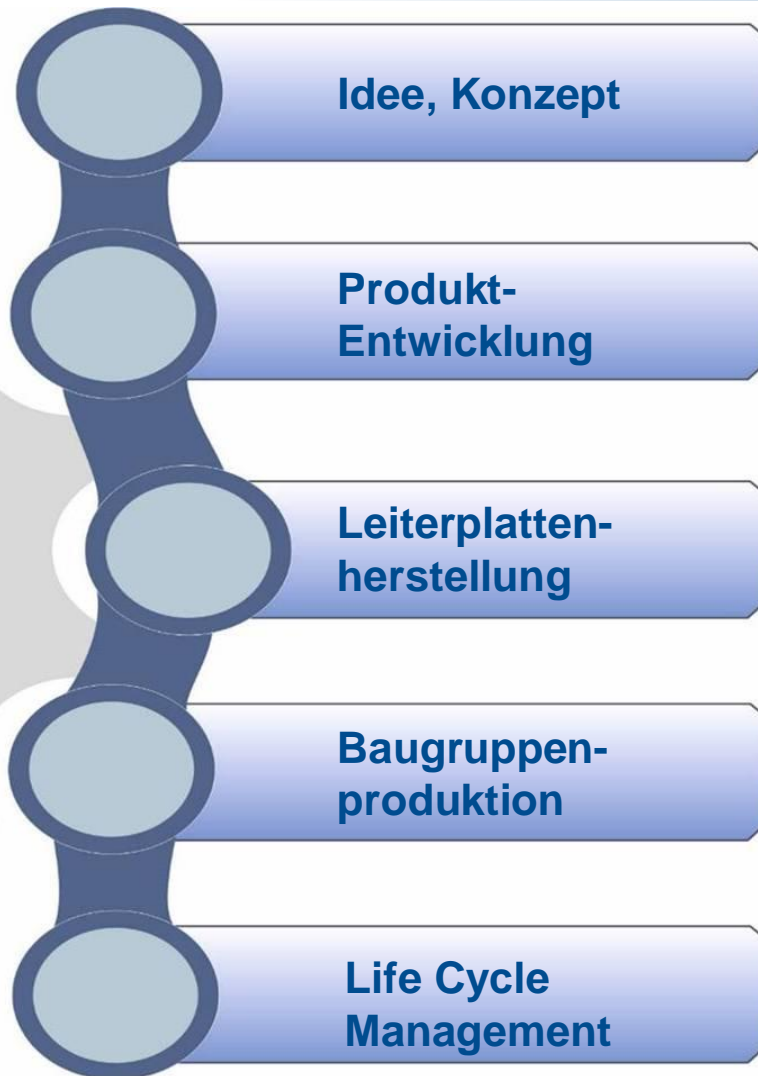 Idee, Konzept
Produkt-
Entwicklung
Leiterplatten-
herstellung
Baugruppen-
produktion
Life Cycle
Management